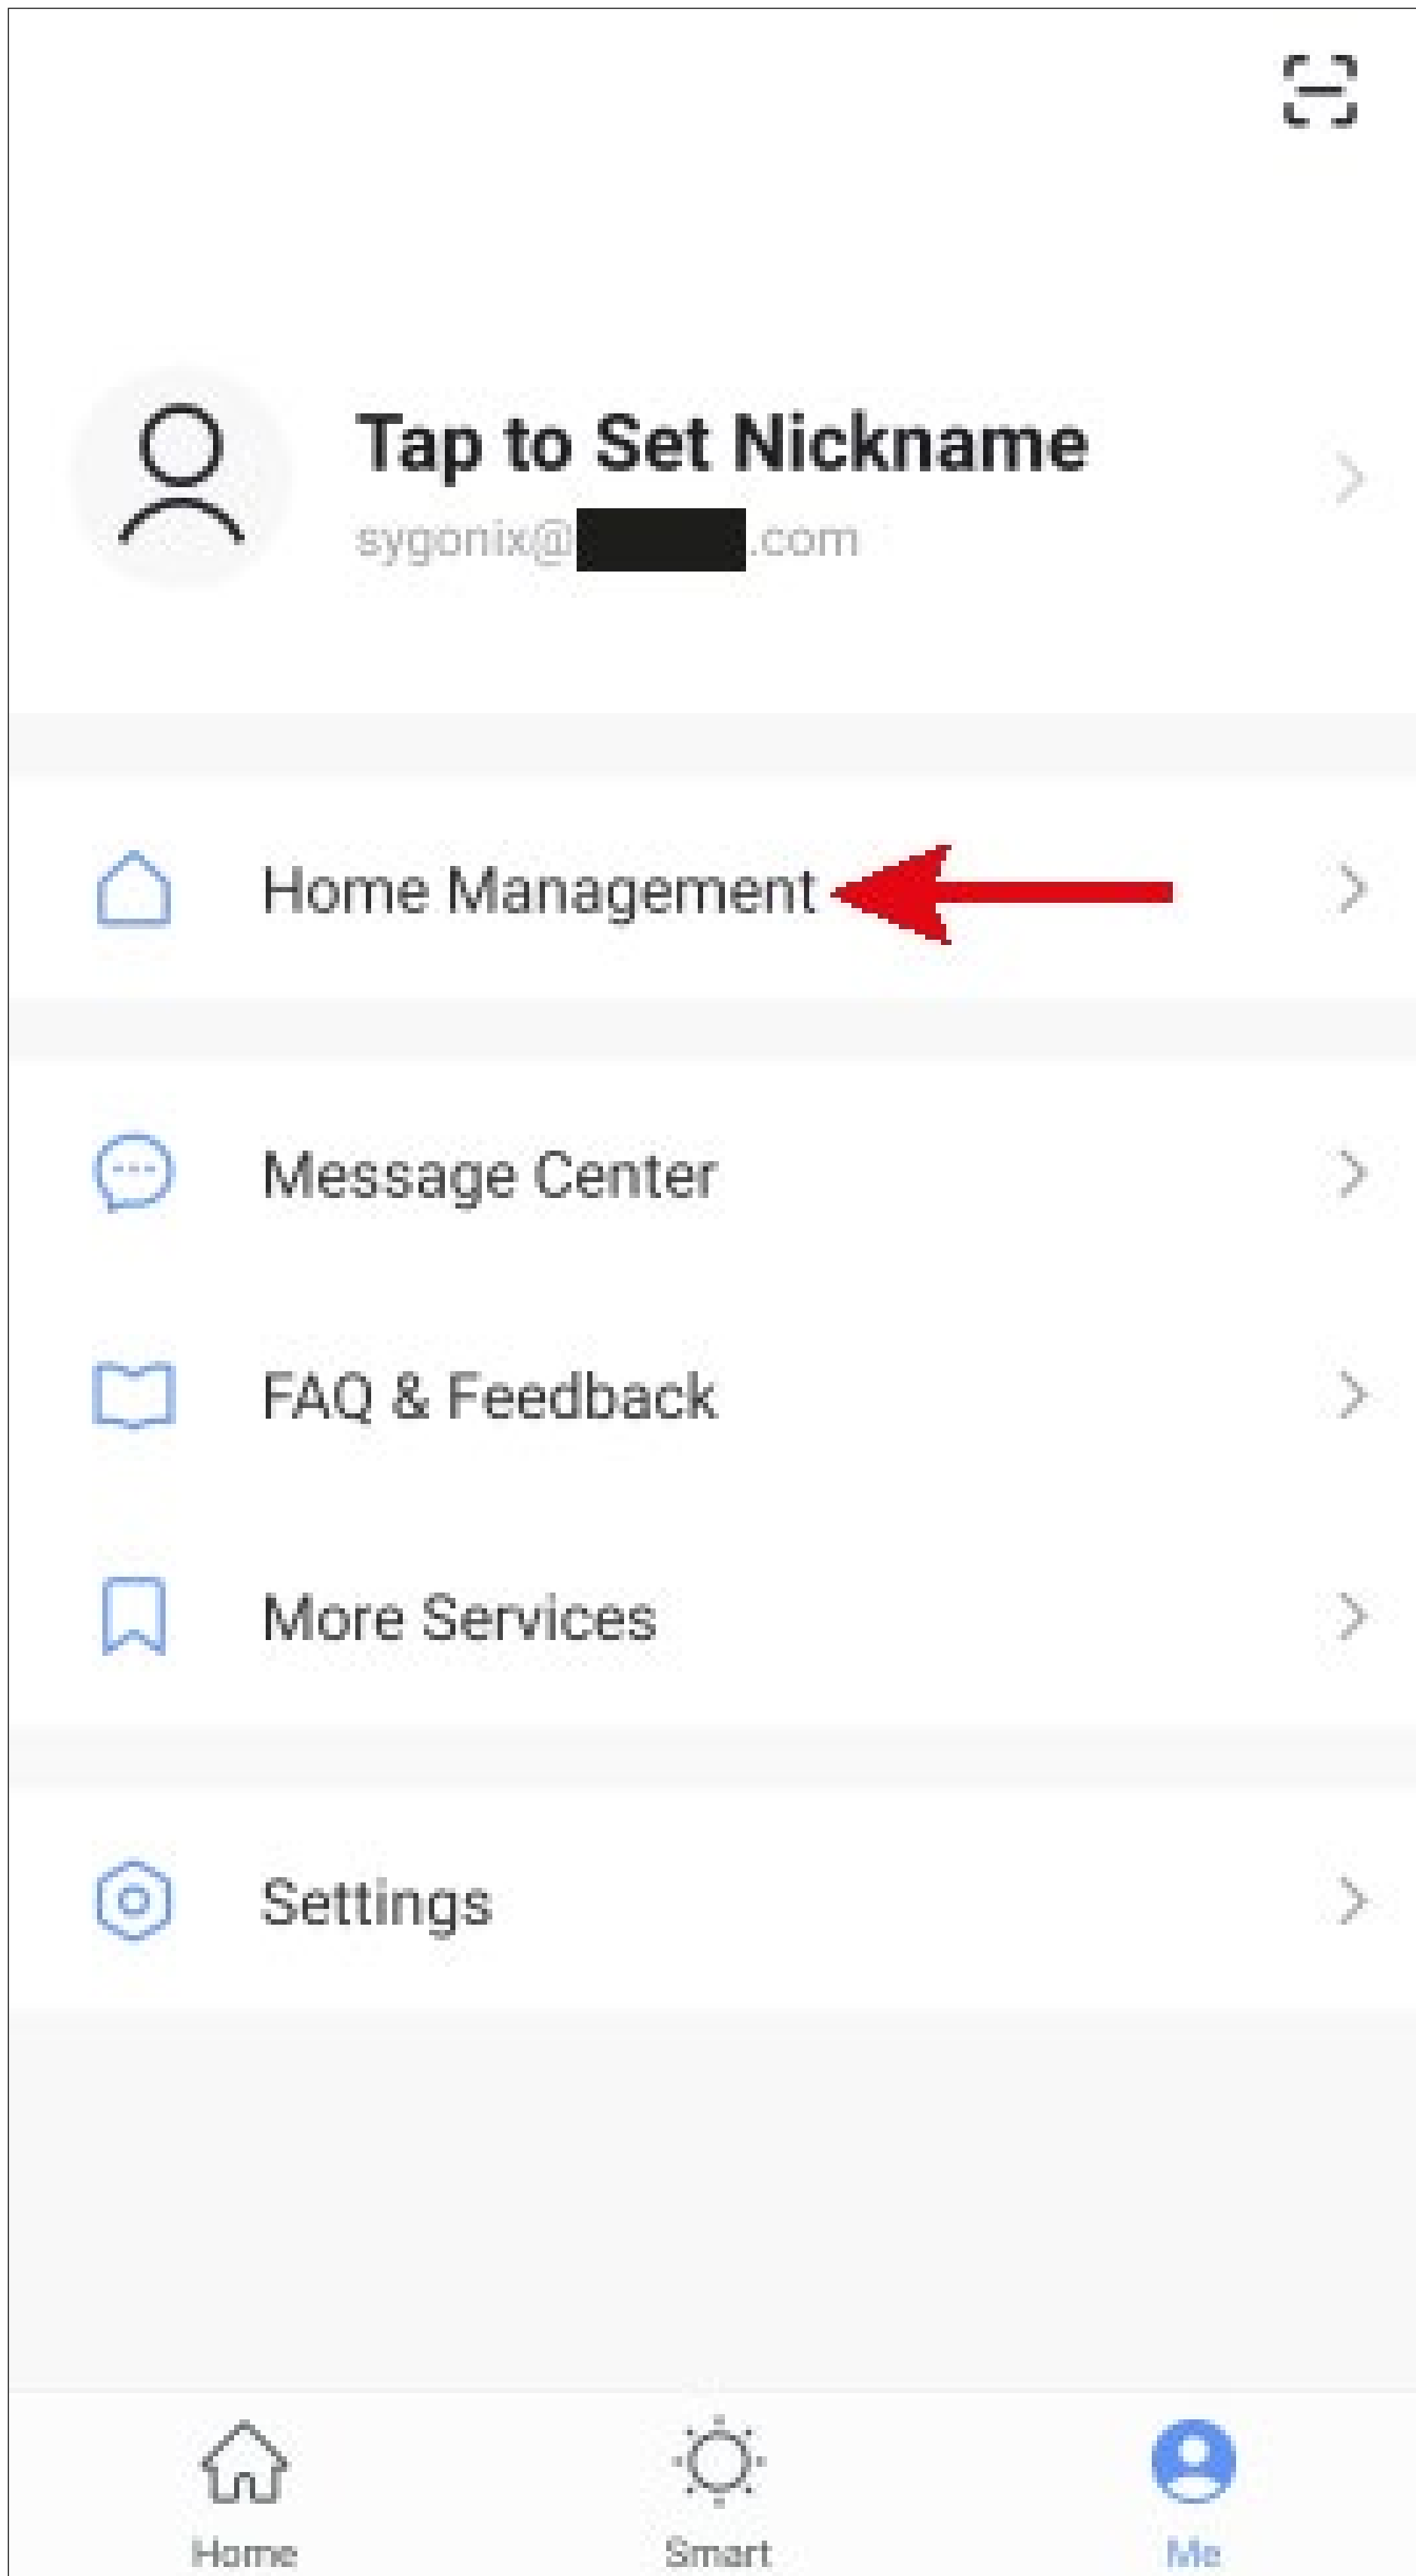 Tap to Set Nickname
sygonix@ .com
Home Management
Message Center
FAQ & Feedback
More Services
Settings
Home
Smart
Me